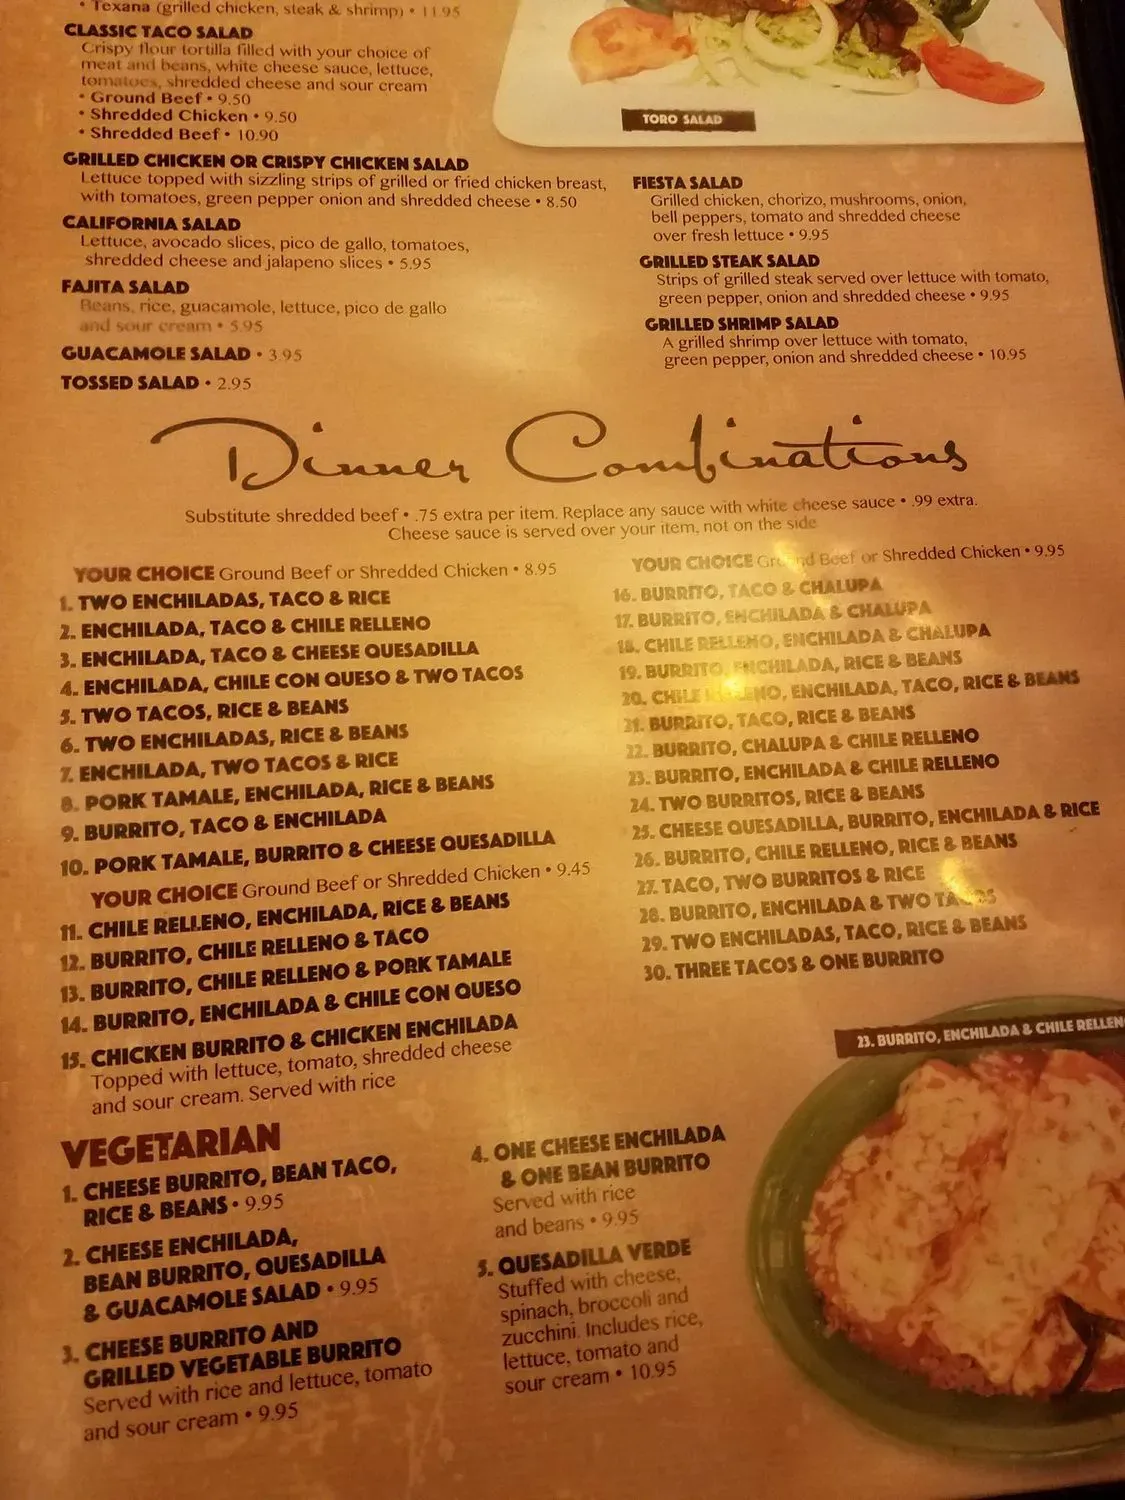 • Texana (grilled chicken, steak & shrimp) • 11.95
CLASSIC TACO SALAD
Crispy flour tortilla filled with your choice of
meat and beans, white cheese sauce, lettuce,
tomatoes, shredded cheese and sour cream
• Ground Beef • 9.50
• Shredded Chicken • 9.50
• Shredded Beef • 10.90
GRILLED CHICKEN OR CRISPY CHICKEN SALAD
Lettuce topped with sizzling strips of grilled or fried chicken breast,
with tomatoes, green pepper onion and shredded cheese • 8.50
CALIFORNIA SALAD
Lettuce, avocado slices, pico de gallo, tomatoes,
shredded cheese and jalapeno slices • 5.95
FAJITA SALAD
Beans, rice, guacamole, lettuce, pico de gallo
and sour cream • 5.95
GUACAMOLE SALAD • 3.95
TOSSED SALAD • 2.95
TORO SALAD
FIESTA SALAD
Grilled chicken, chorizo, mushrooms, onion,
bell peppers, tomato and shredded cheese
over fresh lettuce • 9.95
GRILLED STEAK SALAD
Strips of grilled steak served over lettuce with tomato,
green pepper, onion and shredded cheese • 9.95
GRILLED SHRIMP SALAD
A grilled shrimp over lettuce with tomato,
green pepper, onion and shredded cheese • 10.95
Dinner Combinations
Substitute shredded beef • .75 extra per item. Replace any sauce with white cheese sauce • .99 extra.
Cheese sauce is served over your item, not on the side
YOUR CHOICE Ground Beef or Shredded Chicken • 8.95
1. TWO ENCHILADAS, TACO & RICE
2. ENCHILADA, TACO & CHILE RELLENO
3. ENCHILADA, TACO & CHEESE QUESADILLA
4. ENCHILADA, CHILE CON QUESO & TWO TACOS
5. TWO TACOS, RICE & BEANS
6. TWO ENCHILADAS, RICE & BEANS
7. ENCHILADA, TWO TACOS & RICE
8. PORK TAMALE, ENCHILADA, RICE & BEANS
9. BURRITO, TACO & ENCHILADA
10. PORK TAMALE, BURRITO & CHEESE QUESADILLA
YOUR CHOICE Ground Beef or Shredded Chicken • 9.45
11. CHILE RELLENO, ENCHILADA, RICE & BEANS
12. BURRITO, CHILE RELLENO & TACO
13. BURRITO, CHILE RELLENO & PORK TAMALE
14. BURRITO, ENCHILADA & CHILE CON QUESO
15. CHICKEN BURRITO & CHICKEN ENCHILADA
Topped with lettuce, tomato, shredded cheese
and sour cream. Served with rice
YOUR CHOICE Ground Beef or Shredded Chicken • 9.95
16. BURRITO, TACO & CHALUPA
17. BURRITO, ENCHILADA & CHALUPA
18. CHILE RELLENO, ENCHILADA & CHALUPA
19. BURRITO, ENCHILADA, RICE & BEANS
20. CHILE RELLENO, ENCHILADA, TACO, RICE & BEANS
21. BURRITO, TACO, RICE & BEANS
22. BURRITO, CHALUPA & CHILE RELLENO
23. BURRITO, ENCHILADA & CHILE RELLENO
24. TWO BURRITOS, RICE & BEANS
25. CHEESE QUESADILLA, BURRITO, ENCHILADA & RICE
26. BURRITO, CHILE RELLENO, RICE & BEANS
27. TACO, TWO BURRITOS & RICE
28. BURRITO, ENCHILADA & TWO TACOS
29. TWO ENCHILADAS, TACO, RICE & BEANS
30. THREE TACOS & ONE BURRITO
23. BURRITO, ENCHILADA & CHILE RELLEN
VEGETARIAN
1. CHEESE BURRITO, BEAN TACO,
RICE & BEANS • 9.95
2. CHEESE ENCHILADA,
BEAN BURRITO, QUESADILLA
& GUACAMOLE SALAD • 9.95
3. CHEESE BURRITO AND
GRILLED VEGETABLE BURRITO
Served with rice and lettuce, tomato
and sour cream • 9.95
4. ONE CHEESE ENCHILADA
& ONE BEAN BURRITO
Served with rice
and beans • 9.95
5. QUESADILLA VERDE
Stuffed with cheese,
spinach, broccoli and
zucchini. Includes rice,
lettuce, tomato and
sour cream • 10.95